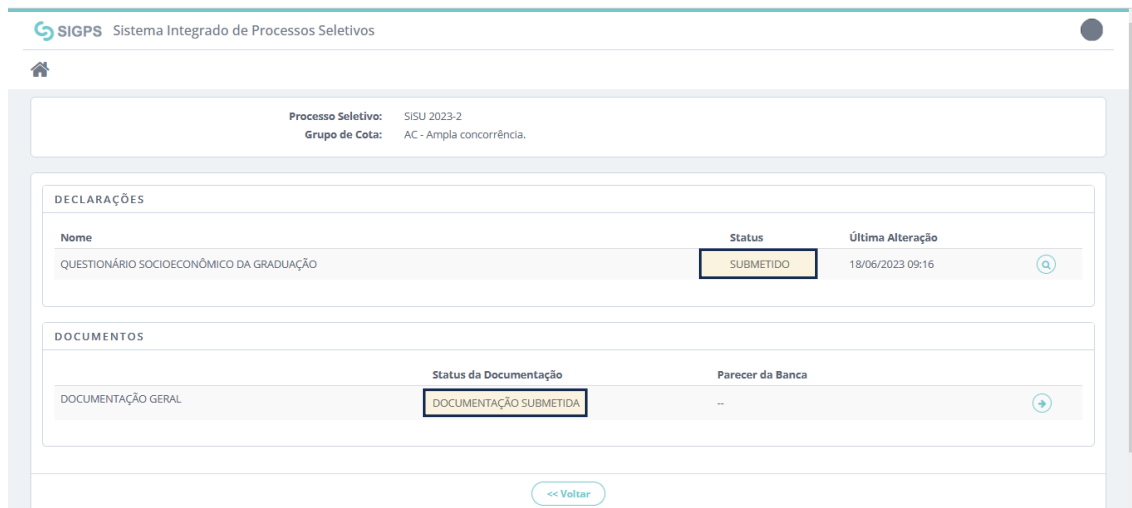 SIGPS Sistema Integrado de Processos Seletivos
Processo Seletivo: SiSU 2023-2
Grupo de Cota: AC - Ampla concorrência.
DECLARAÇÕES
Nome Status Última Alteração
QUESTIONÁRIO SOCIOECONÔMICO DA GRADUAÇÃO SUBMETIDO 18/06/2023 09:16
DOCUMENTOS
Status da Documentação Parecer da Banca
DOCUMENTAÇÃO GERAL DOCUMENTAÇÃO SUBMETIDA --
<< Voltar